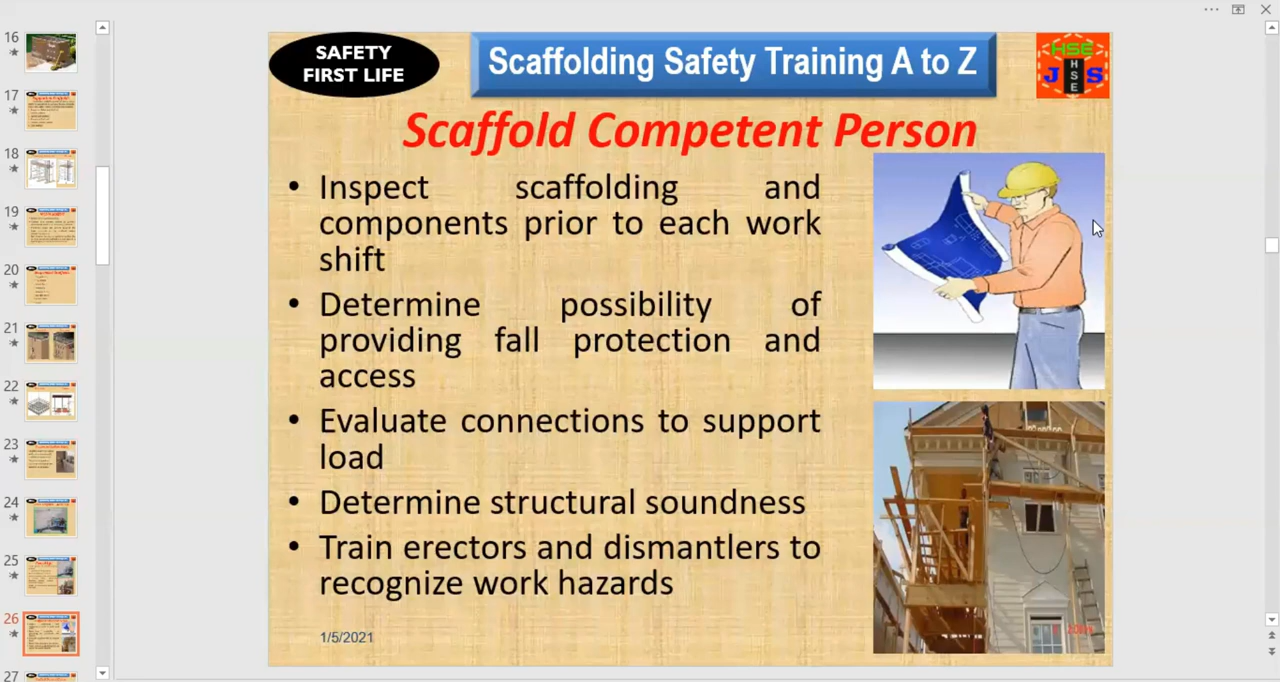 16
17
18
19
20
21
22
23
24
25
26
27
SAFETY
FIRST LIFE
Scaffolding Safety Training A to Z
HSE
J HSE S
Scaffold Competent Person
• Inspect scaffolding and
components prior to each work
shift
• Determine possibility of
providing fall protection and
access
• Evaluate connections to support
load
• Determine structural soundness
• Train erectors and dismantlers to
recognize work hazards
1/5/2021